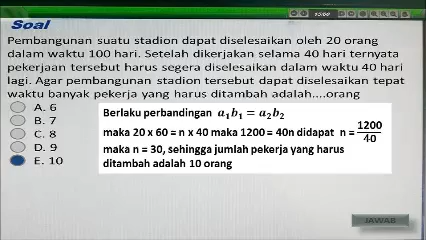 15/60
Soal
Pembangunan suatu stadion dapat diselesaikan oleh 20 orang
dalam waktu 100 hari. Setelah dikerjakan selama 40 hari ternyata
pekerjaan tersebut harus segera diselesaikan dalam waktu 40 hari
lagi. Agar pembangunan stadion tersebut dapat diselesaikan tepat
waktu banyak pekerja yang harus ditambah adalah....orang
A. 6
B. 7
C. 8
D. 9
E. 10
Berlaku perbandingan a₁b₁ = a₂b₂
maka 20 x 60 = n x 40 maka 1200 = 40n didapat n = 1200/40
maka n = 30, sehingga jumlah pekerja yang harus
ditambah adalah 10 orang
JAWAB